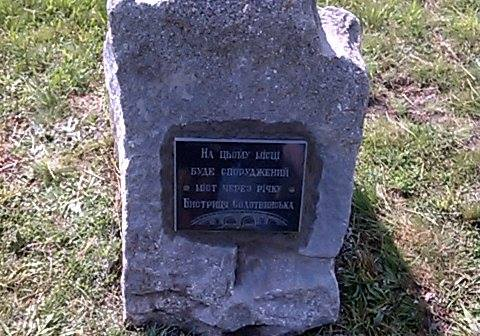 На цьому місці
буде споруджений
міст через річку
Бистриця Солотвинська